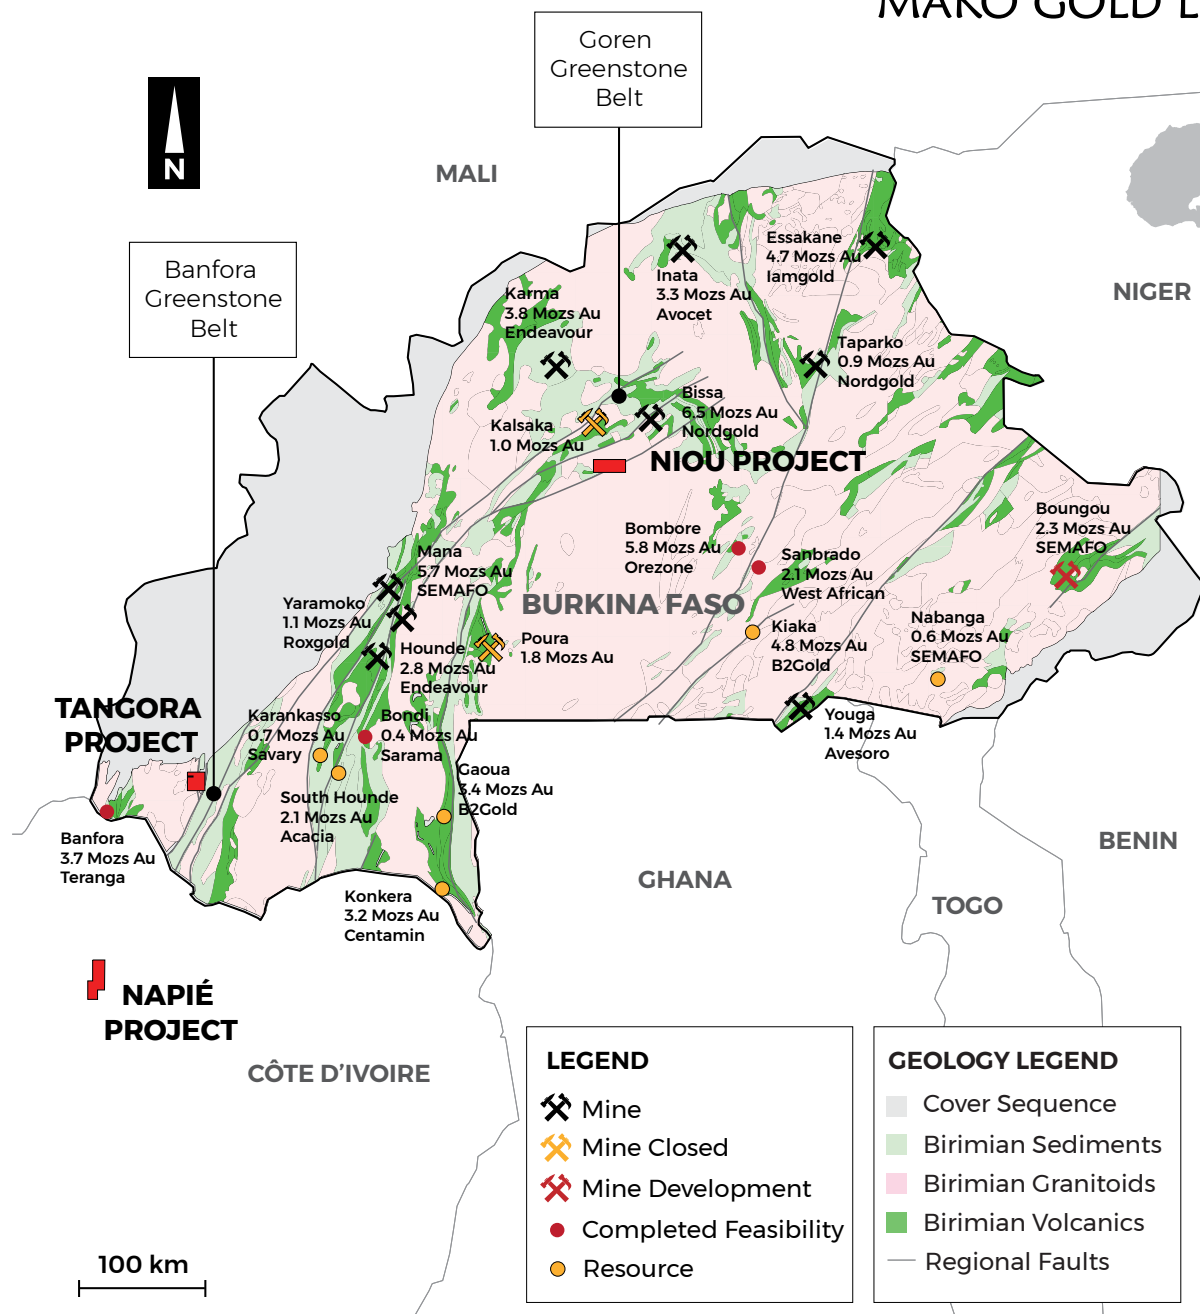 MAKO GOLD L
Goren
Greenstone
Belt
N
MALI
Banfora
Greenstone
Belt
NIGER
Essakane
4.7 Mozs Au
Iamgold
Inata
3.3 Mozs Au
Avocet
Karma
3.8 Mozs Au
Endeavour
Taparko
0.9 Mozs Au
Nordgold
Bissa
6.5 Mozs Au
Nordgold
Kalsaka
1.0 Mozs Au
NIOU PROJECT
Boungou
2.3 Mozs Au
SEMAFO
Bombore
5.8 Mozs Au
Orezone
Sanbrado
2.1 Mozs Au
West African
Mana
5.7 Mozs Au
SEMAFO
BURKINA FASO
Yaramoko
1.1 Mozs Au
Roxgold
Nabanga
0.6 Mozs Au
SEMAFO
Kiaka
4.8 Mozs Au
B2Gold
Poura
1.8 Mozs Au
Hounde
2.8 Mozs Au
Endeavour
TANGORA
PROJECT
Karankasso
0.7 Mozs Au
Savary
Bondi
0.4 Mozs Au
Sarama
Youga
1.4 Mozs Au
Avesoro
Gaoua
3.4 Mozs Au
B2Gold
South Hounde
2.1 Mozs Au
Acacia
Banfora
3.7 Mozs Au
Teranga
BENIN
GHANA
TOGO
Konkera
3.2 Mozs Au
Centamin
NAPIÉ
PROJECT
CÔTE D'IVOIRE
LEGEND
Mine
Mine Closed
Mine Development
Completed Feasibility
Resource
GEOLOGY LEGEND
Cover Sequence
Birimian Sediments
Birimian Granitoids
Birimian Volcanics
Regional Faults
100 km